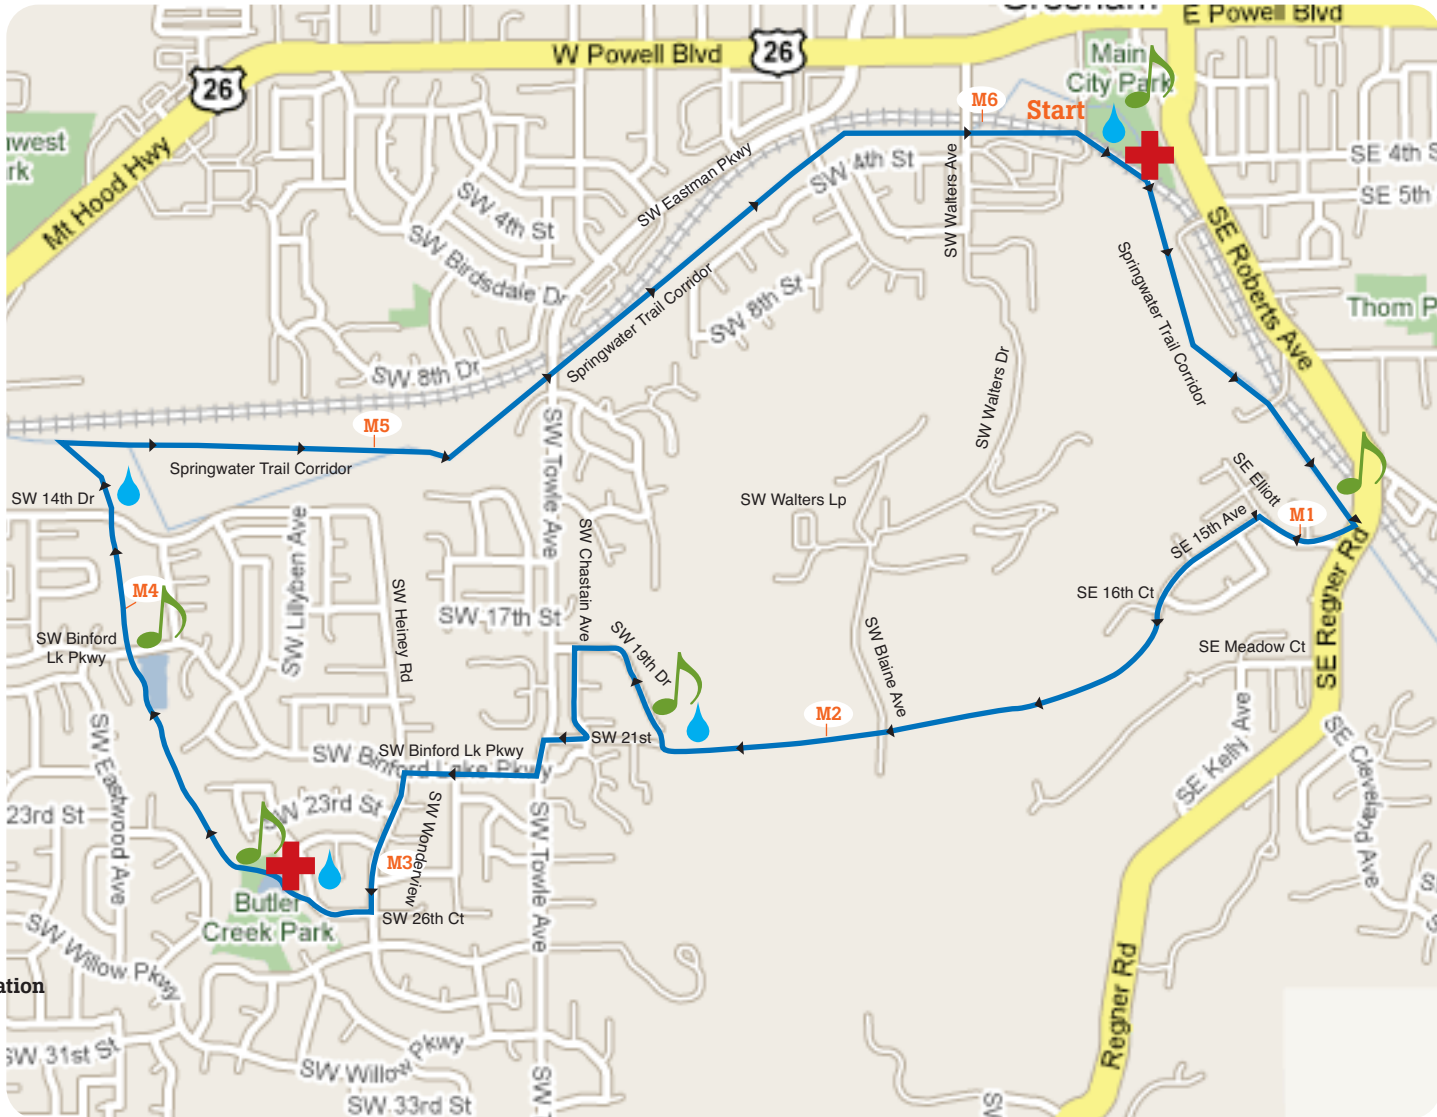 Gresham
E Powell Blvd
26
W Powell Blvd
26
Main
City Park
M6
Start
Mt Hood Hwy
SW 4th St
SW Eastman Pkwy
SW 4th St
SW Walters Ave
SE 4th S
SE 5th
SW Birdsdale Dr
SE Roberts Ave
Springwater Trail Corridor
Springwater Trail Corridor
SW 8th St
Thom P
SW 8th Dr
SW Walters Dr
M5
Springwater Trail Corridor
SW 14th Dr
SW Towle Ave
SW Walters Lp
SE Elliott
M1
SE 15th Ave
SW Lillyben Ave
SW Chastain Ave
SE Regner Rd
M4
SW Heiney Rd
SW 17th St
SE 16th Ct
SW Binford
Lk Pkwy
SW 19th Dr
SW Blaine Ave
SE Meadow Ct
M2
SW 21st
SW Eastwood Ave
SW Binford Lk Pkwy
SW Binford Lake Pkwy
SE Kelly Ave
SE Cleveland Ave
23rd St
SW 23rd St
SW Wonderview
M3
SW Towle Ave
Butler
Creek Park
SW 26th Ct
SW Willow Pkwy
ation
Regner Rd
SW 31st St
SW Willow Pkwy
SW 33rd St
SW